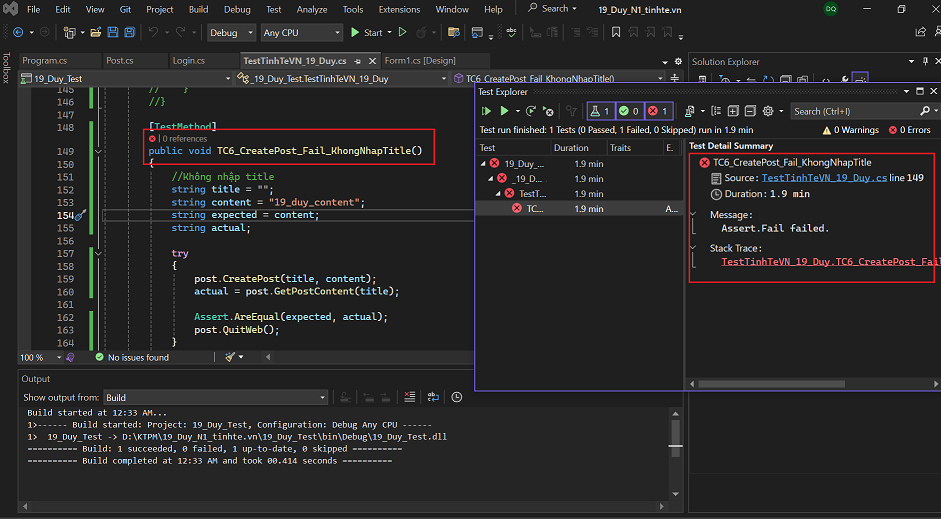 File Edit View Git Project Build Debug Test Analyze Tools Extensions Window Help Search 19_Duy_N1_tinhte.vn DQ
Debug Any CPU Start
Toolbox
Program.cs Post.cs Login.cs TestTinhTeVN_19_Duy.cs Form1.cs [Design]
19_Duy_Test _19_Duy_Test.TestTinhTeVN_19_Duy TC6_CreatePost_Fail_KhongNhapTitle()
145 // }
146 //}
147
148 [TestMethod]
0 references
149 public void TC6_CreatePost_Fail_KhongNhapTitle()
150 {
151 //Không nhập title
152 string title = "";
153 string content = "19_duy_content";
154 string expected = content;
155 string actual;
156
157 try
158 {
159 post.CreatePost(title, content);
160 actual = post.GetPostContent(title);
161
162 Assert.AreEqual(expected, actual);
163 post.QuitWeb();
164 }
100 % No issues found
Solution Explorer
Test Explorer
1 0 1
Search (Ctrl+I)
Test run finished: 1 Tests (0 Passed, 1 Failed, 0 Skipped) run in 1.9 min 0 Warnings 0 Errors
Test Duration Traits E.
19_Duy_... 1.9 min
_19_D... 1.9 min
TestT... 1.9 min
TC... 1.9 min A...
Test Detail Summary
TC6_CreatePost_Fail_KhongNhapTitle
Source: TestTinhTeVN_19_Duy.cs line 149
Duration: 1.9 min
Message:
Assert.Fail failed.
Stack Trace:
TestTinhTeVN_19_Duy.TC6_CreatePost_Fail
Output
Show output from: Build
Build started at 12:33 AM...
1>------ Build started: Project: 19_Duy_Test, Configuration: Debug Any CPU ------
1> 19_Duy_Test -> D:\KTPM\19_Duy_N1_tinhte.vn\19_Duy_Test\bin\Debug\19_Duy_Test.dll
========== Build: 1 succeeded, 0 failed, 1 up-to-date, 0 skipped ==========
========== Build completed at 12:33 AM and took 00.414 seconds ==========